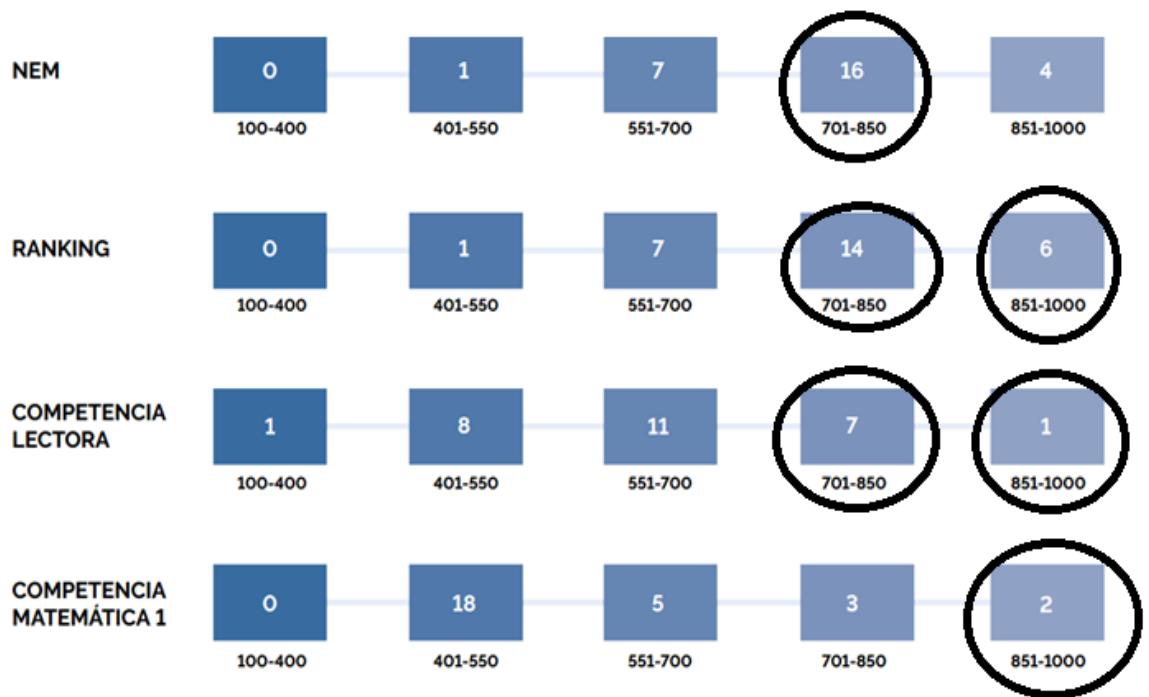 NEM
0 1 7 16 4
100-400 401-550 551-700 701-850 851-1000
RANKING
0 1 7 14 6
100-400 401-550 551-700 701-850 851-1000
COMPETENCIA
LECTORA
1 8 11 7 1
100-400 401-550 551-700 701-850 851-1000
COMPETENCIA
MATEMÁTICA 1
0 18 5 3 2
100-400 401-550 551-700 701-850 851-1000